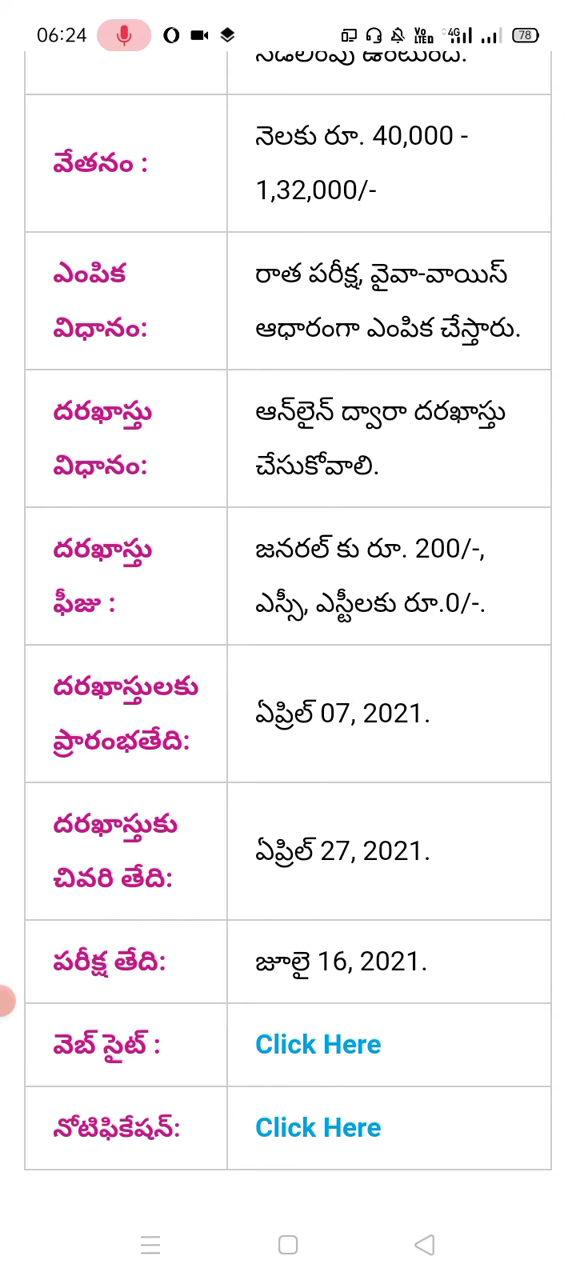 06:24
VoLTED 4G 78
వేతనం :
నెలకు రూ. 40,000 -
1,32,000/-
ఎంపిక
విధానం:
రాత పరీక్ష, వైవా-వాయిస్
ఆధారంగా ఎంపిక చేస్తారు.
దరఖాస్తు
విధానం:
ఆన్‌లైన్ ద్వారా దరఖాస్తు
చేసుకోవాలి.
దరఖాస్తు
ఫీజు :
జనరల్ కు రూ. 200/-,
ఎస్సీ, ఎస్టీలకు రూ.0/-.
దరఖాస్తులకు
ప్రారంభతేది:
ఏప్రిల్ 07, 2021.
దరఖాస్తుకు
చివరి తేది:
ఏప్రిల్ 27, 2021.
పరీక్ష తేది:
జూలై 16, 2021.
వెబ్ సైట్ :
Click Here
నోటిఫికేషన్:
Click Here